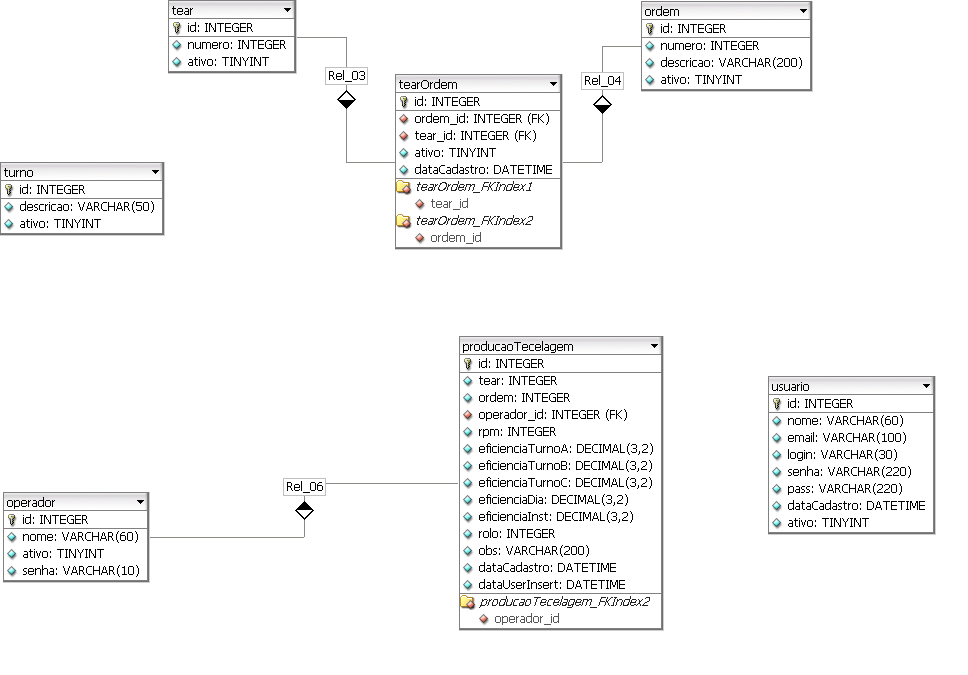 tear
id: INTEGER
numero: INTEGER
ativo: TINYINT
ordem
id: INTEGER
numero: INTEGER
descricao: VARCHAR(200)
ativo: TINYINT
Rel_03
Rel_04
tearOrdem
id: INTEGER
ordem_id: INTEGER (FK)
tear_id: INTEGER (FK)
ativo: TINYINT
dataCadastro: DATETIME
tearOrdem_FKIndex1
tear_id
tearOrdem_FKIndex2
ordem_id
turno
id: INTEGER
descricao: VARCHAR(50)
ativo: TINYINT
producaoTecelagem
id: INTEGER
tear: INTEGER
ordem: INTEGER
operador_id: INTEGER (FK)
rpm: INTEGER
eficienciaTurnoA: DECIMAL(3,2)
eficienciaTurnoB: DECIMAL(3,2)
eficienciaTurnoC: DECIMAL(3,2)
eficienciaDia: DECIMAL(3,2)
eficienciaInst: DECIMAL(3,2)
rolo: INTEGER
obs: VARCHAR(200)
dataCadastro: DATETIME
dataUserInsert: DATETIME
producaoTecelagem_FKIndex2
operador_id
usuario
id: INTEGER
nome: VARCHAR(60)
email: VARCHAR(100)
login: VARCHAR(30)
senha: VARCHAR(220)
pass: VARCHAR(220)
dataCadastro: DATETIME
ativo: TINYINT
Rel_06
operador
id: INTEGER
nome: VARCHAR(60)
ativo: TINYINT
senha: VARCHAR(10)